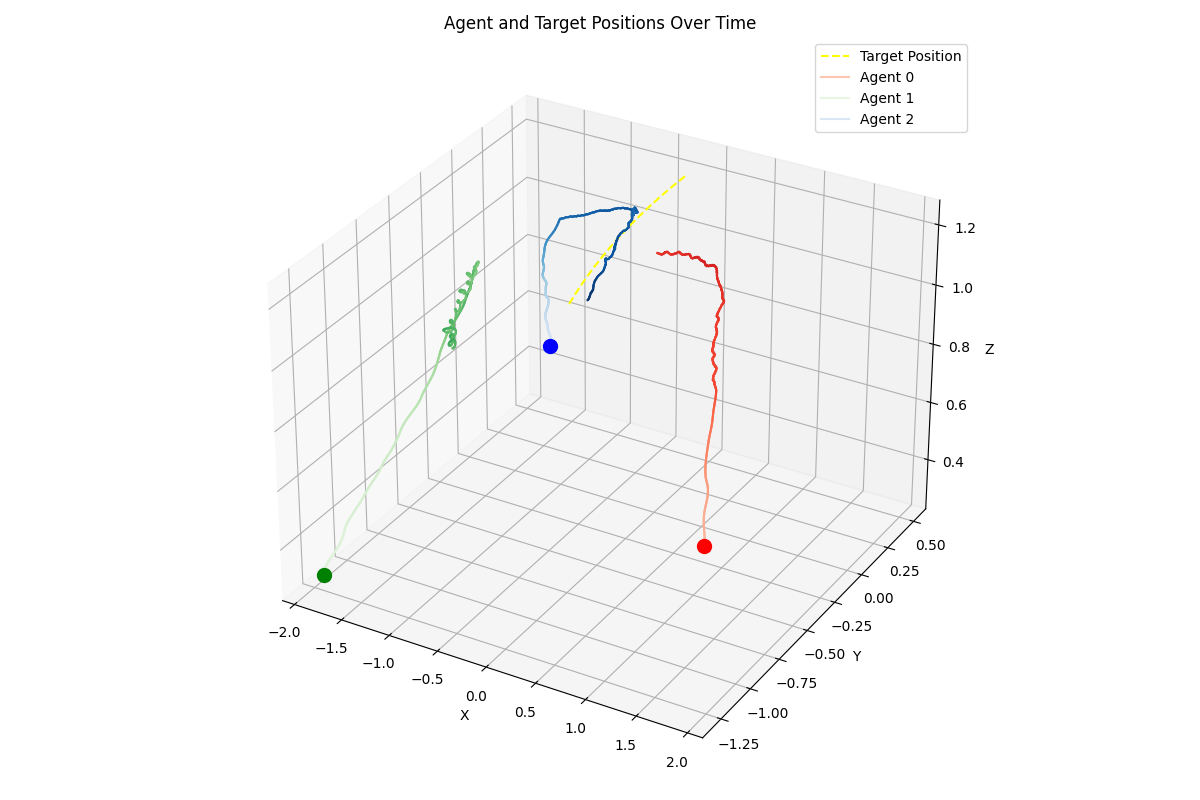 Agent and Target Positions Over Time
Target Position
Agent 0
Agent 1
Agent 2
1.2
1.0
0.8
0.6
0.4
Z
0.50
0.25
0.00
−0.25
−0.50
−0.75
−1.00
−1.25
Y
−2.0
−1.5
−1.0
−0.5
0.0
0.5
1.0
1.5
2.0
X